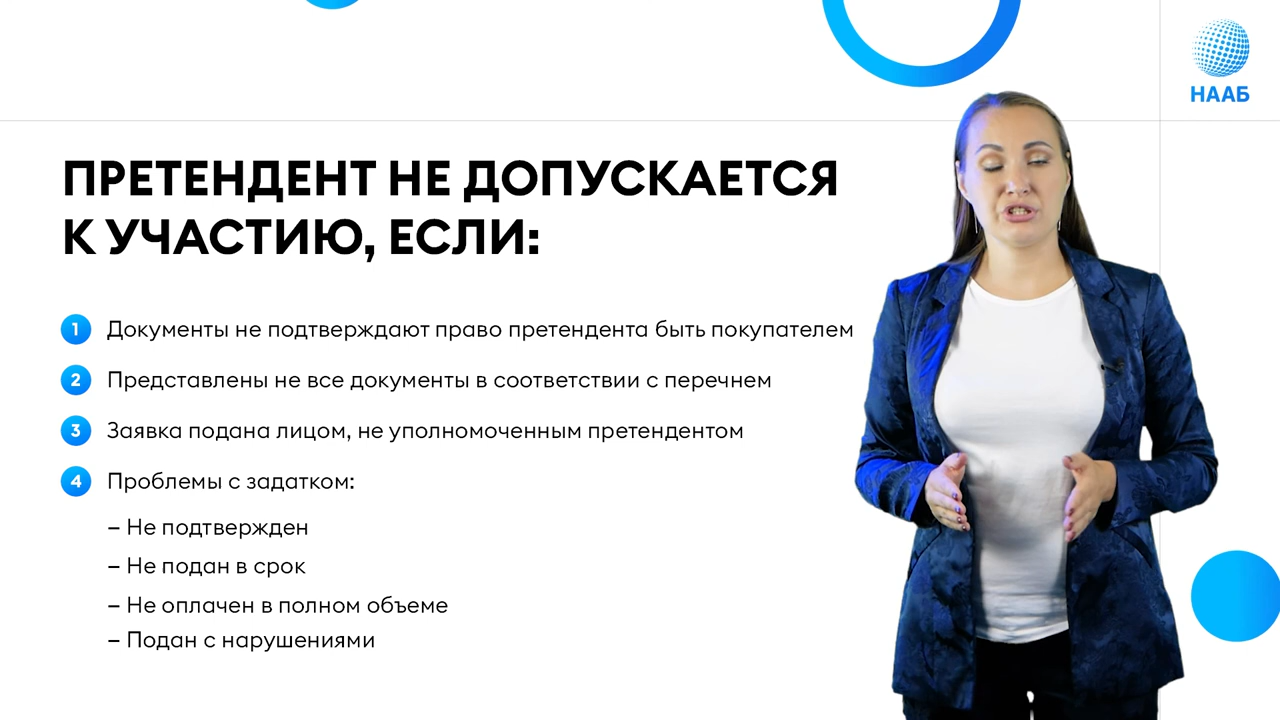 НААБ
ПРЕТЕНДЕНТ НЕ ДОПУСКАЕТСЯ
К УЧАСТИЮ, ЕСЛИ:
1 Документы не подтверждают право претендента быть покупателем
2 Представлены не все документы в соответствии с перечнем
3 Заявка подана лицом, не уполномоченным претендентом
4 Проблемы с задатком:
– Не подтвержден
– Не подан в срок
– Не оплачен в полном объеме
– Подан с нарушениями